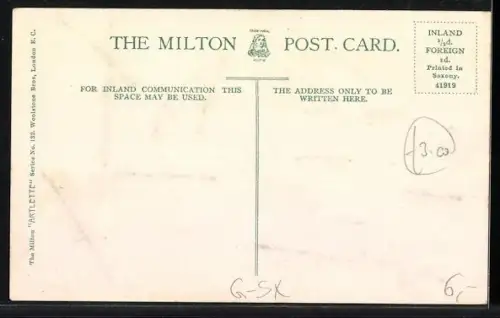 THE MILTON POST CARD.
INLAND
½d.
FOREIGN
1d.
Printed in
Saxony.
41919
FOR INLAND COMMUNICATION THIS
SPACE MAY BE USED.
THE ADDRESS ONLY TO BE
WRITTEN HERE.
The Milton "ARTLETTE" Series No. 132. Woolstone Bros., London E.C.
3.00
G-SX
6,-